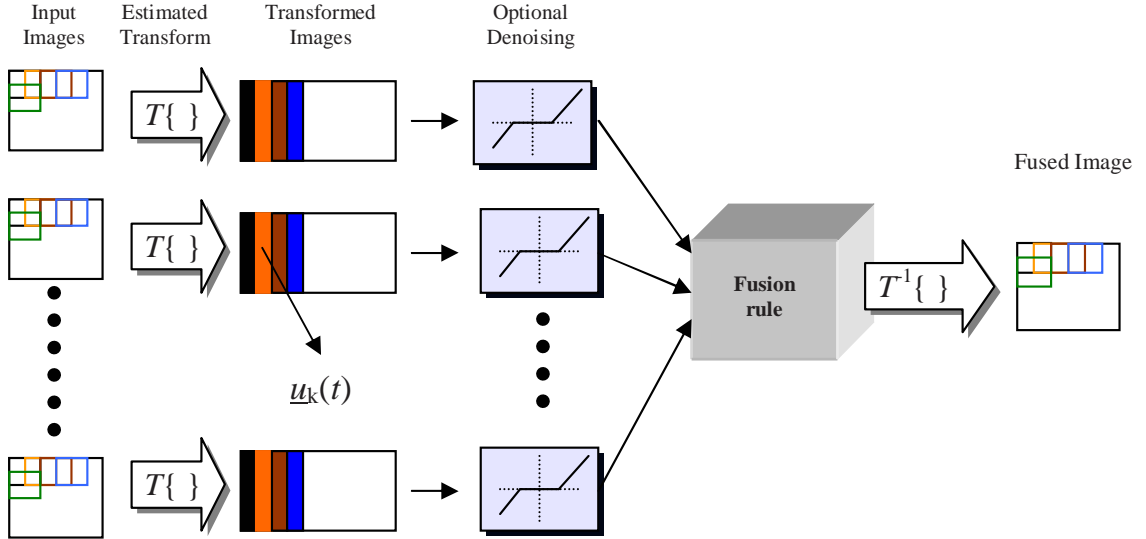 Input
Images
Estimated
Transform
Transformed
Images
Optional
Denoising
T{ }
T{ }
u_k(t)
T{ }
Fusion
rule
T^-1{ }
Fused Image